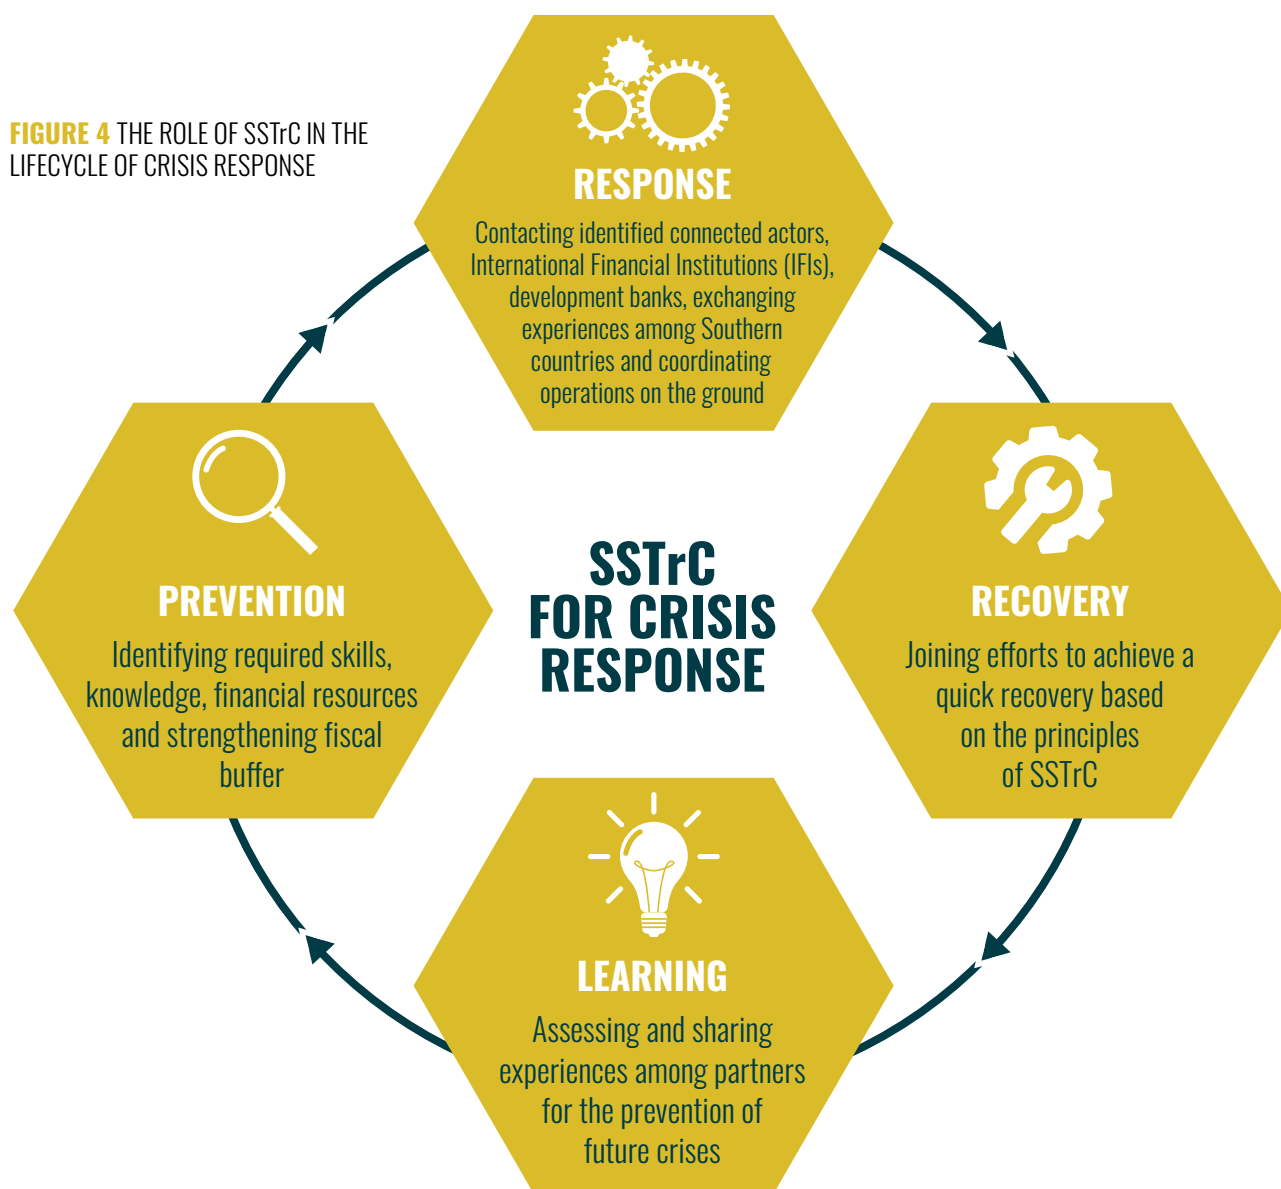 FIGURE 4 THE ROLE OF SSTrC IN THE
LIFECYCLE OF CRISIS RESPONSE
RESPONSE
Contacting identified connected actors,
International Financial Institutions (IFIs),
development banks, exchanging
experiences among Southern
countries and coordinating
operations on the ground
PREVENTION
Identifying required skills,
knowledge, financial resources
and strengthening fiscal
buffer
SSTrC
FOR CRISIS
RESPONSE
RECOVERY
Joining efforts to achieve a
quick recovery based
on the principles
of SSTrC
LEARNING
Assessing and sharing
experiences among partners
for the prevention of
future crises